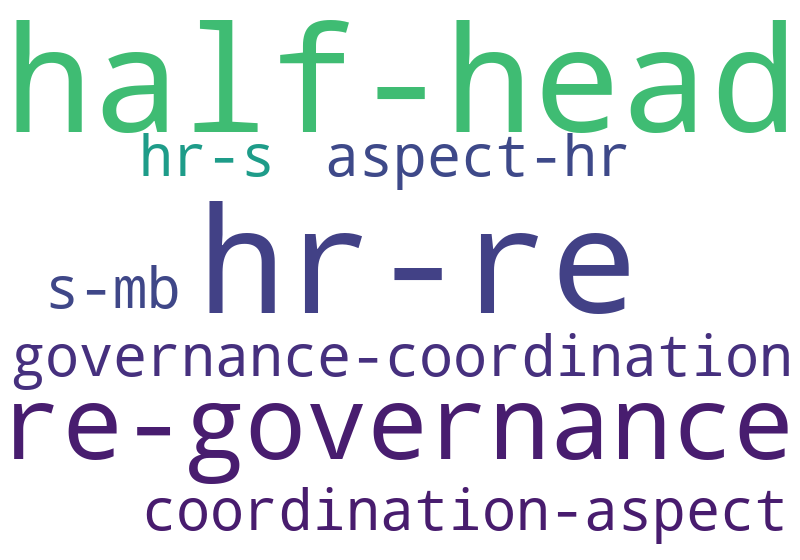 half-head
hr-s aspect-hr
hr-re
s-mb
governance-coordination
re-governance
coordination-aspect